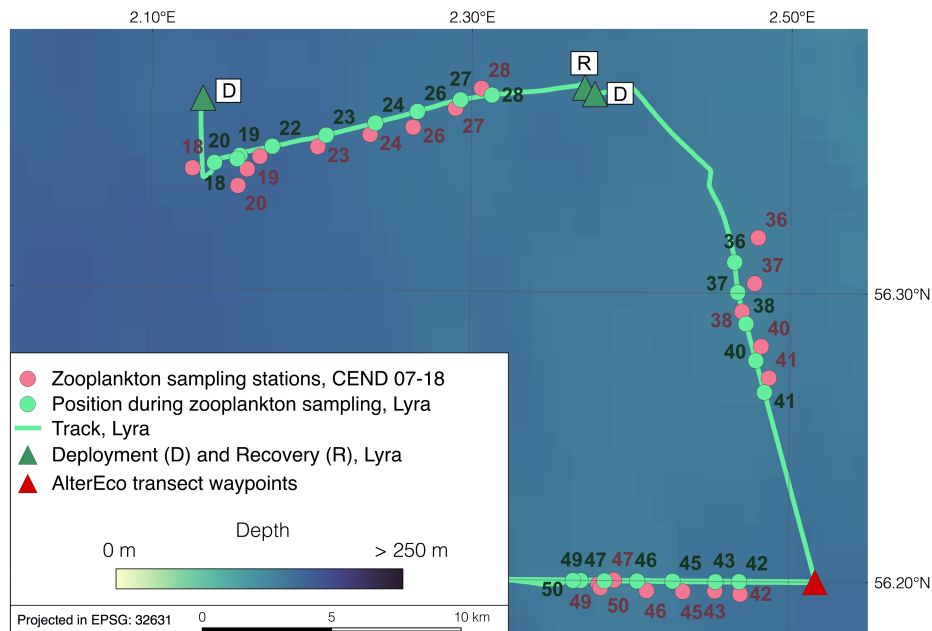 2.10°E 2.30°E 2.50°E
R
28
27
D
D
26
28
24
23
27
22
26
19
20
24
18
23
19
18
20
36
36
37
56.30°N
37
38
38
40
40
41
41
Zooplankton sampling stations, CEND 07-18
Position during zooplankton sampling, Lyra
Track, Lyra
Deployment (D) and Recovery (R), Lyra
AlterEco transect waypoints
Depth
0 m > 250 m
Projected in EPSG: 32631
0 5 10 km
49 47 47 46 45 43 42
56.20°N
50
49 50 46 45 43 42